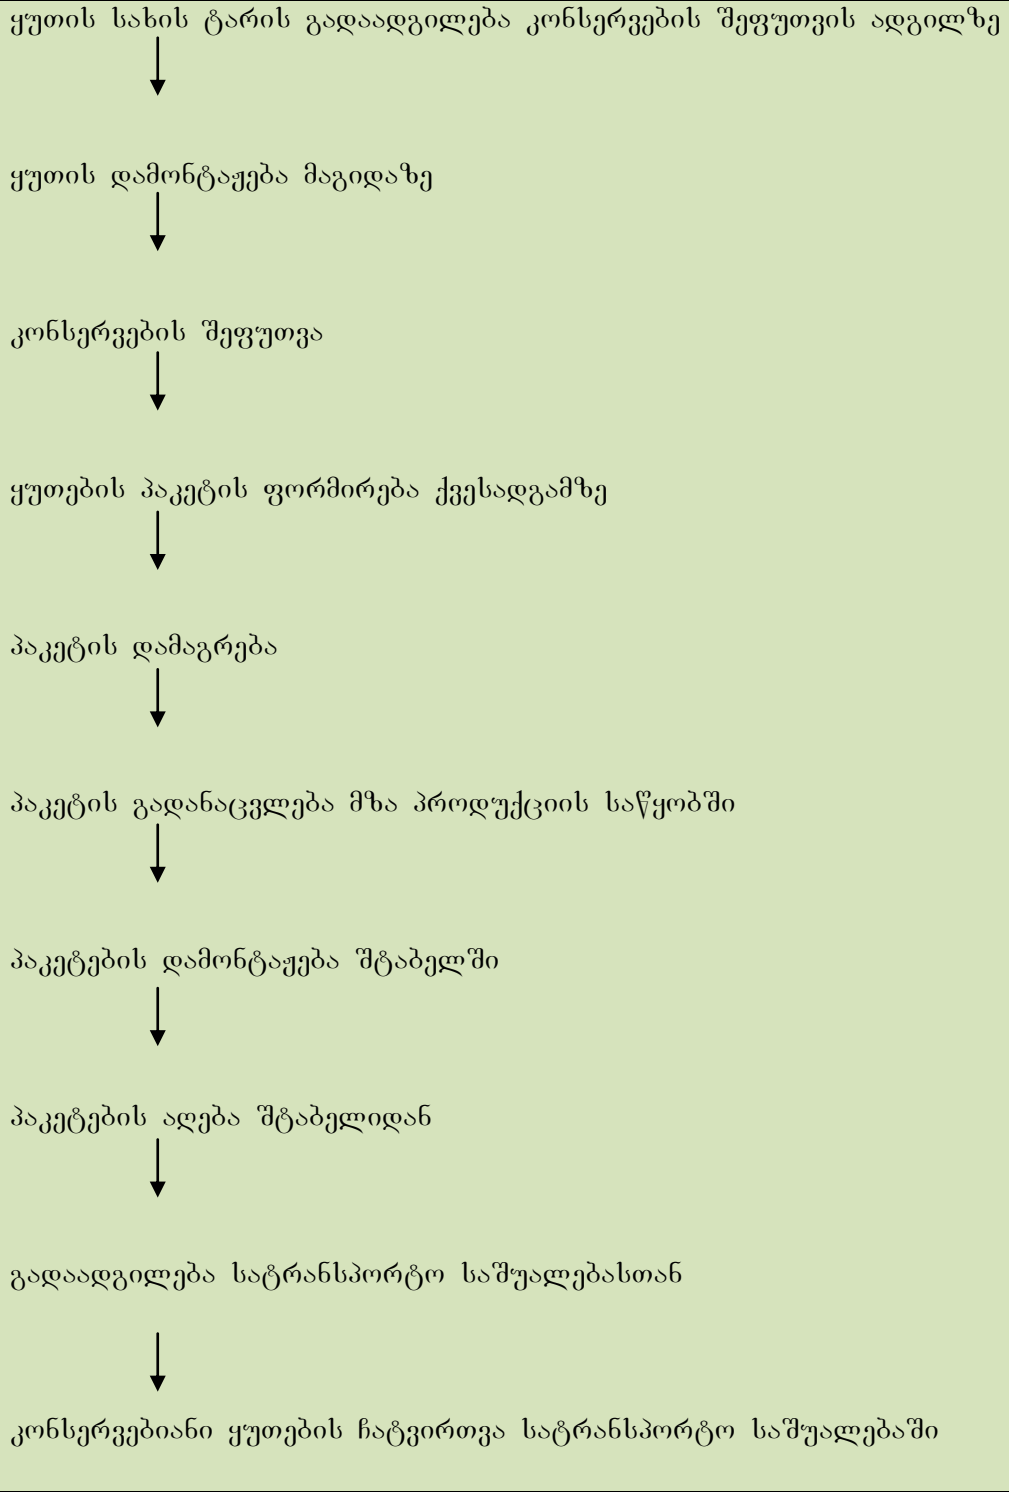 ყუთის სახის ტარის გადაადგილება კონსერვების შეფუთვის ადგილზე
ყუთის დამონტაჟება მაგიდაზე
კონსერვების შეფუთვა
ყუთების პაკეტის ფორმირება ქვესადგამზე
პაკეტის დამაგრება
პაკეტის გადანაცვლება მზა პროდუქციის საწყობში
პაკეტების დამონტაჟება შტაბელში
პაკეტების აღება შტაბელიდან
გადაადგილება სატრანსპორტო საშუალებასთან
კონსერვებიანი ყუთების ჩატვირთვა სატრანსპორტო საშუალებაში